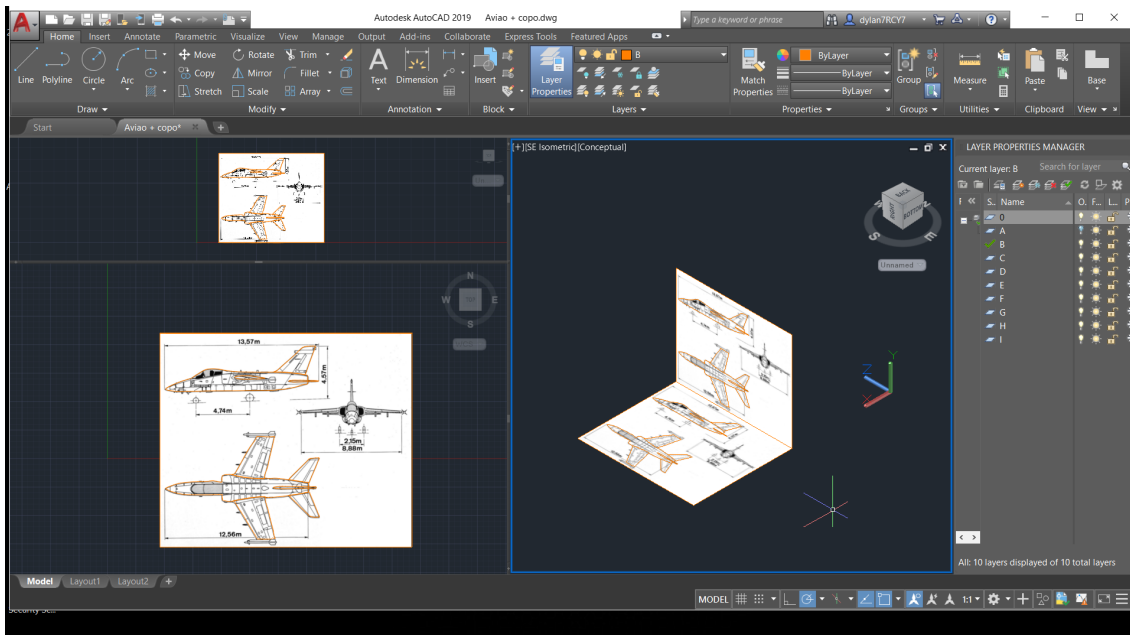 Autodesk AutoCAD 2019 Aviao + copo.dwg
Type a keyword or phrase
dylan7RCY7
Home Insert Annotate Parametric Visualize View Manage Output Add-ins Collaborate Express Tools Featured Apps
Line Polyline Circle Arc
Move Rotate Trim
Copy Mirror Fillet
Stretch Scale Array
Text Dimension
Insert
Layer Properties
B
Match Properties
ByLayer
ByLayer
ByLayer
Group
Measure
Paste
Base
Draw Modify Annotation Block Layers Properties Groups Utilities Clipboard View
Start Aviao + copo*
[+][SE Isometric][Conceptual]
BACK
RIGHT
BOTTOM
S
E
Unnamed
Z
Y
X
N
W
E
S
13,57m
4,57m
4,74m
2,15m
8,88m
12,56m
LAYER PROPERTIES MANAGER
Current layer: B
Search for layer
S.. Name O. F... L... P
0
A
B
C
D
E
F
G
H
I
All: 10 layers displayed of 10 total layers
Model Layout1 Layout2
MODEL
1:1